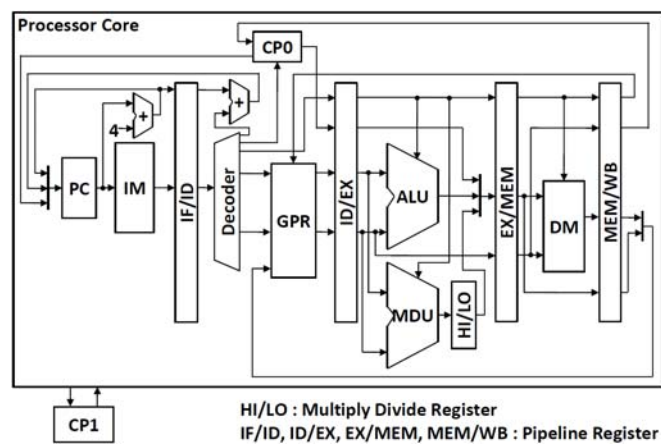 Processor Core
CP0
4
+
+
PC
IM
IF/ID
Decoder
GPR
ID/EX
ALU
MDU
HI/LO
EX/MEM
DM
MEM/WB
CP1
HI/LO : Multiply Divide Register
IF/ID, ID/EX, EX/MEM, MEM/WB : Pipeline Register